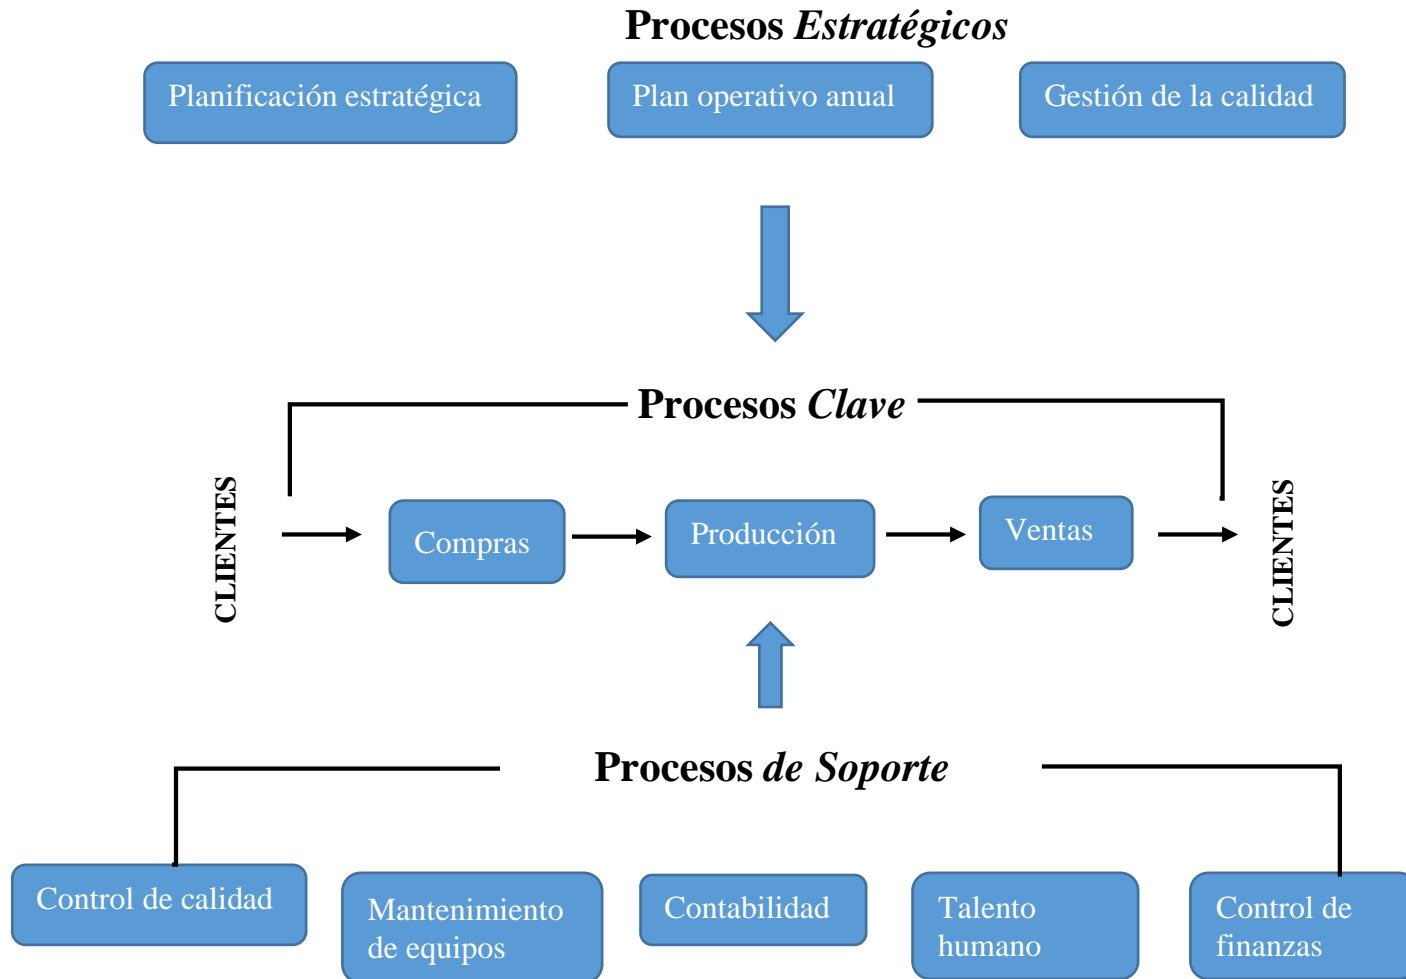 Procesos Estratégicos
Planificación estratégica
Plan operativo anual
Gestión de la calidad
Procesos Clave
CLIENTES
Compras
Producción
Ventas
CLIENTES
Procesos de Soporte
Control de calidad
Mantenimiento
de equipos
Contabilidad
Talento
humano
Control de
finanzas